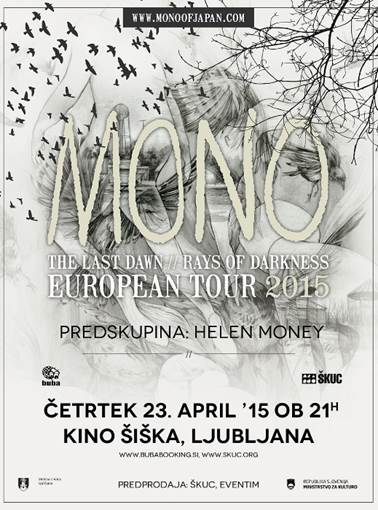 WWW.MONOOFJAPAN.COM
MONO
THE LAST DAWN // RAYS OF DARKNESS
EUROPEAN TOUR 2015
PREDSKUPINA: HELEN MONEY
//
buba
ŠKUC
ČETRTEK 23. APRIL '15 OB 21H
KINO ŠIŠKA, LJUBLJANA
WWW.BUBABOOKING.SI, WWW.SKUC.ORG
PREDPRODAJA: ŠKUC, EVENTIM
REPUBLIKA SLOVENIJA
MINISTRSTVO ZA KULTURO